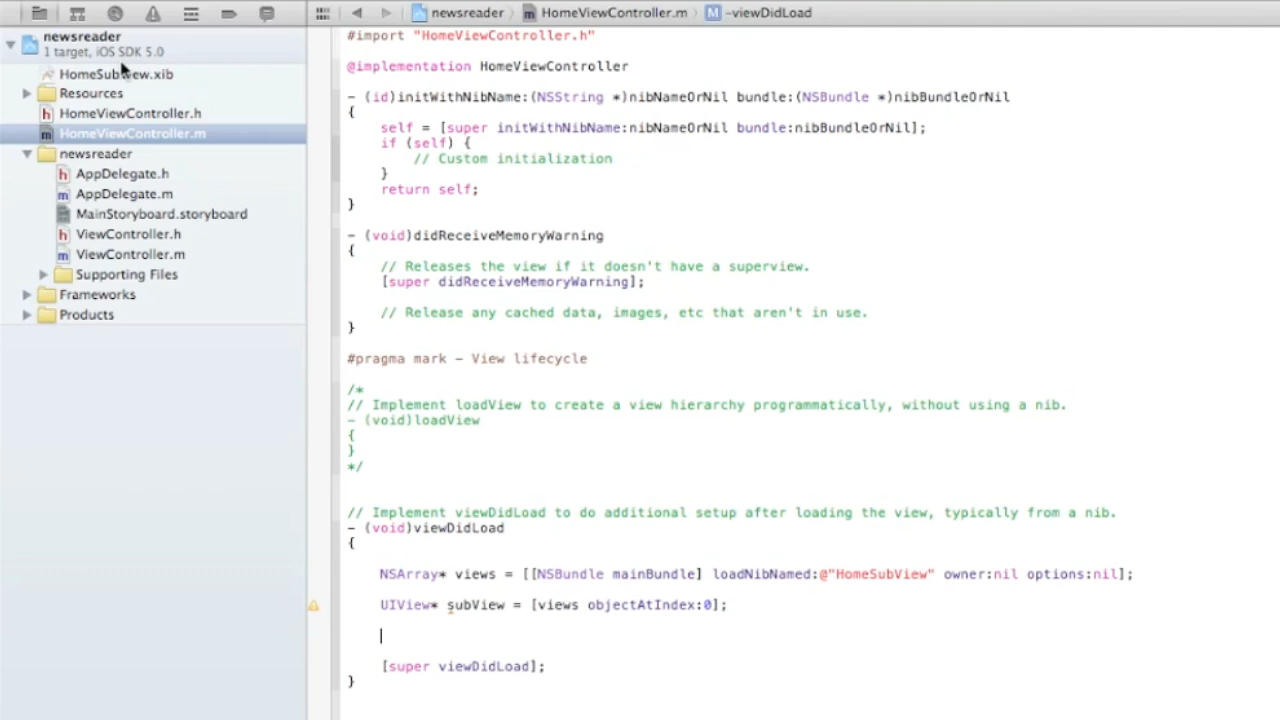 newsreader
HomeViewController.m
M
-viewDidLoad
newsreader
1 target, iOS SDK 5.0
HomeSubView.xib
Resources
h HomeViewController.h
m HomeViewController.m
newsreader
h AppDelegate.h
m AppDelegate.m
MainStoryboard.storyboard
h ViewController.h
m ViewController.m
Supporting Files
Frameworks
Products
#import "HomeViewController.h"
@implementation HomeViewController
- (id)initWithNibName:(NSString *)nibNameOrNil bundle:(NSBundle *)nibBundleOrNil
{
self = [super initWithNibName:nibNameOrNil bundle:nibBundleOrNil];
if (self) {
// Custom initialization
}
return self;
}
- (void)didReceiveMemoryWarning
{
// Releases the view if it doesn't have a superview.
[super didReceiveMemoryWarning];
// Release any cached data, images, etc that aren't in use.
}
#pragma mark - View lifecycle
/*
// Implement loadView to create a view hierarchy programmatically, without using a nib.
- (void)loadView
{
}
*/
// Implement viewDidLoad to do additional setup after loading the view, typically from a nib.
- (void)viewDidLoad
{
NSArray* views = [[NSBundle mainBundle] loadNibNamed:@"HomeSubView" owner:nil options:nil];
UIView* subView = [views objectAtIndex:0];
[super viewDidLoad];
}